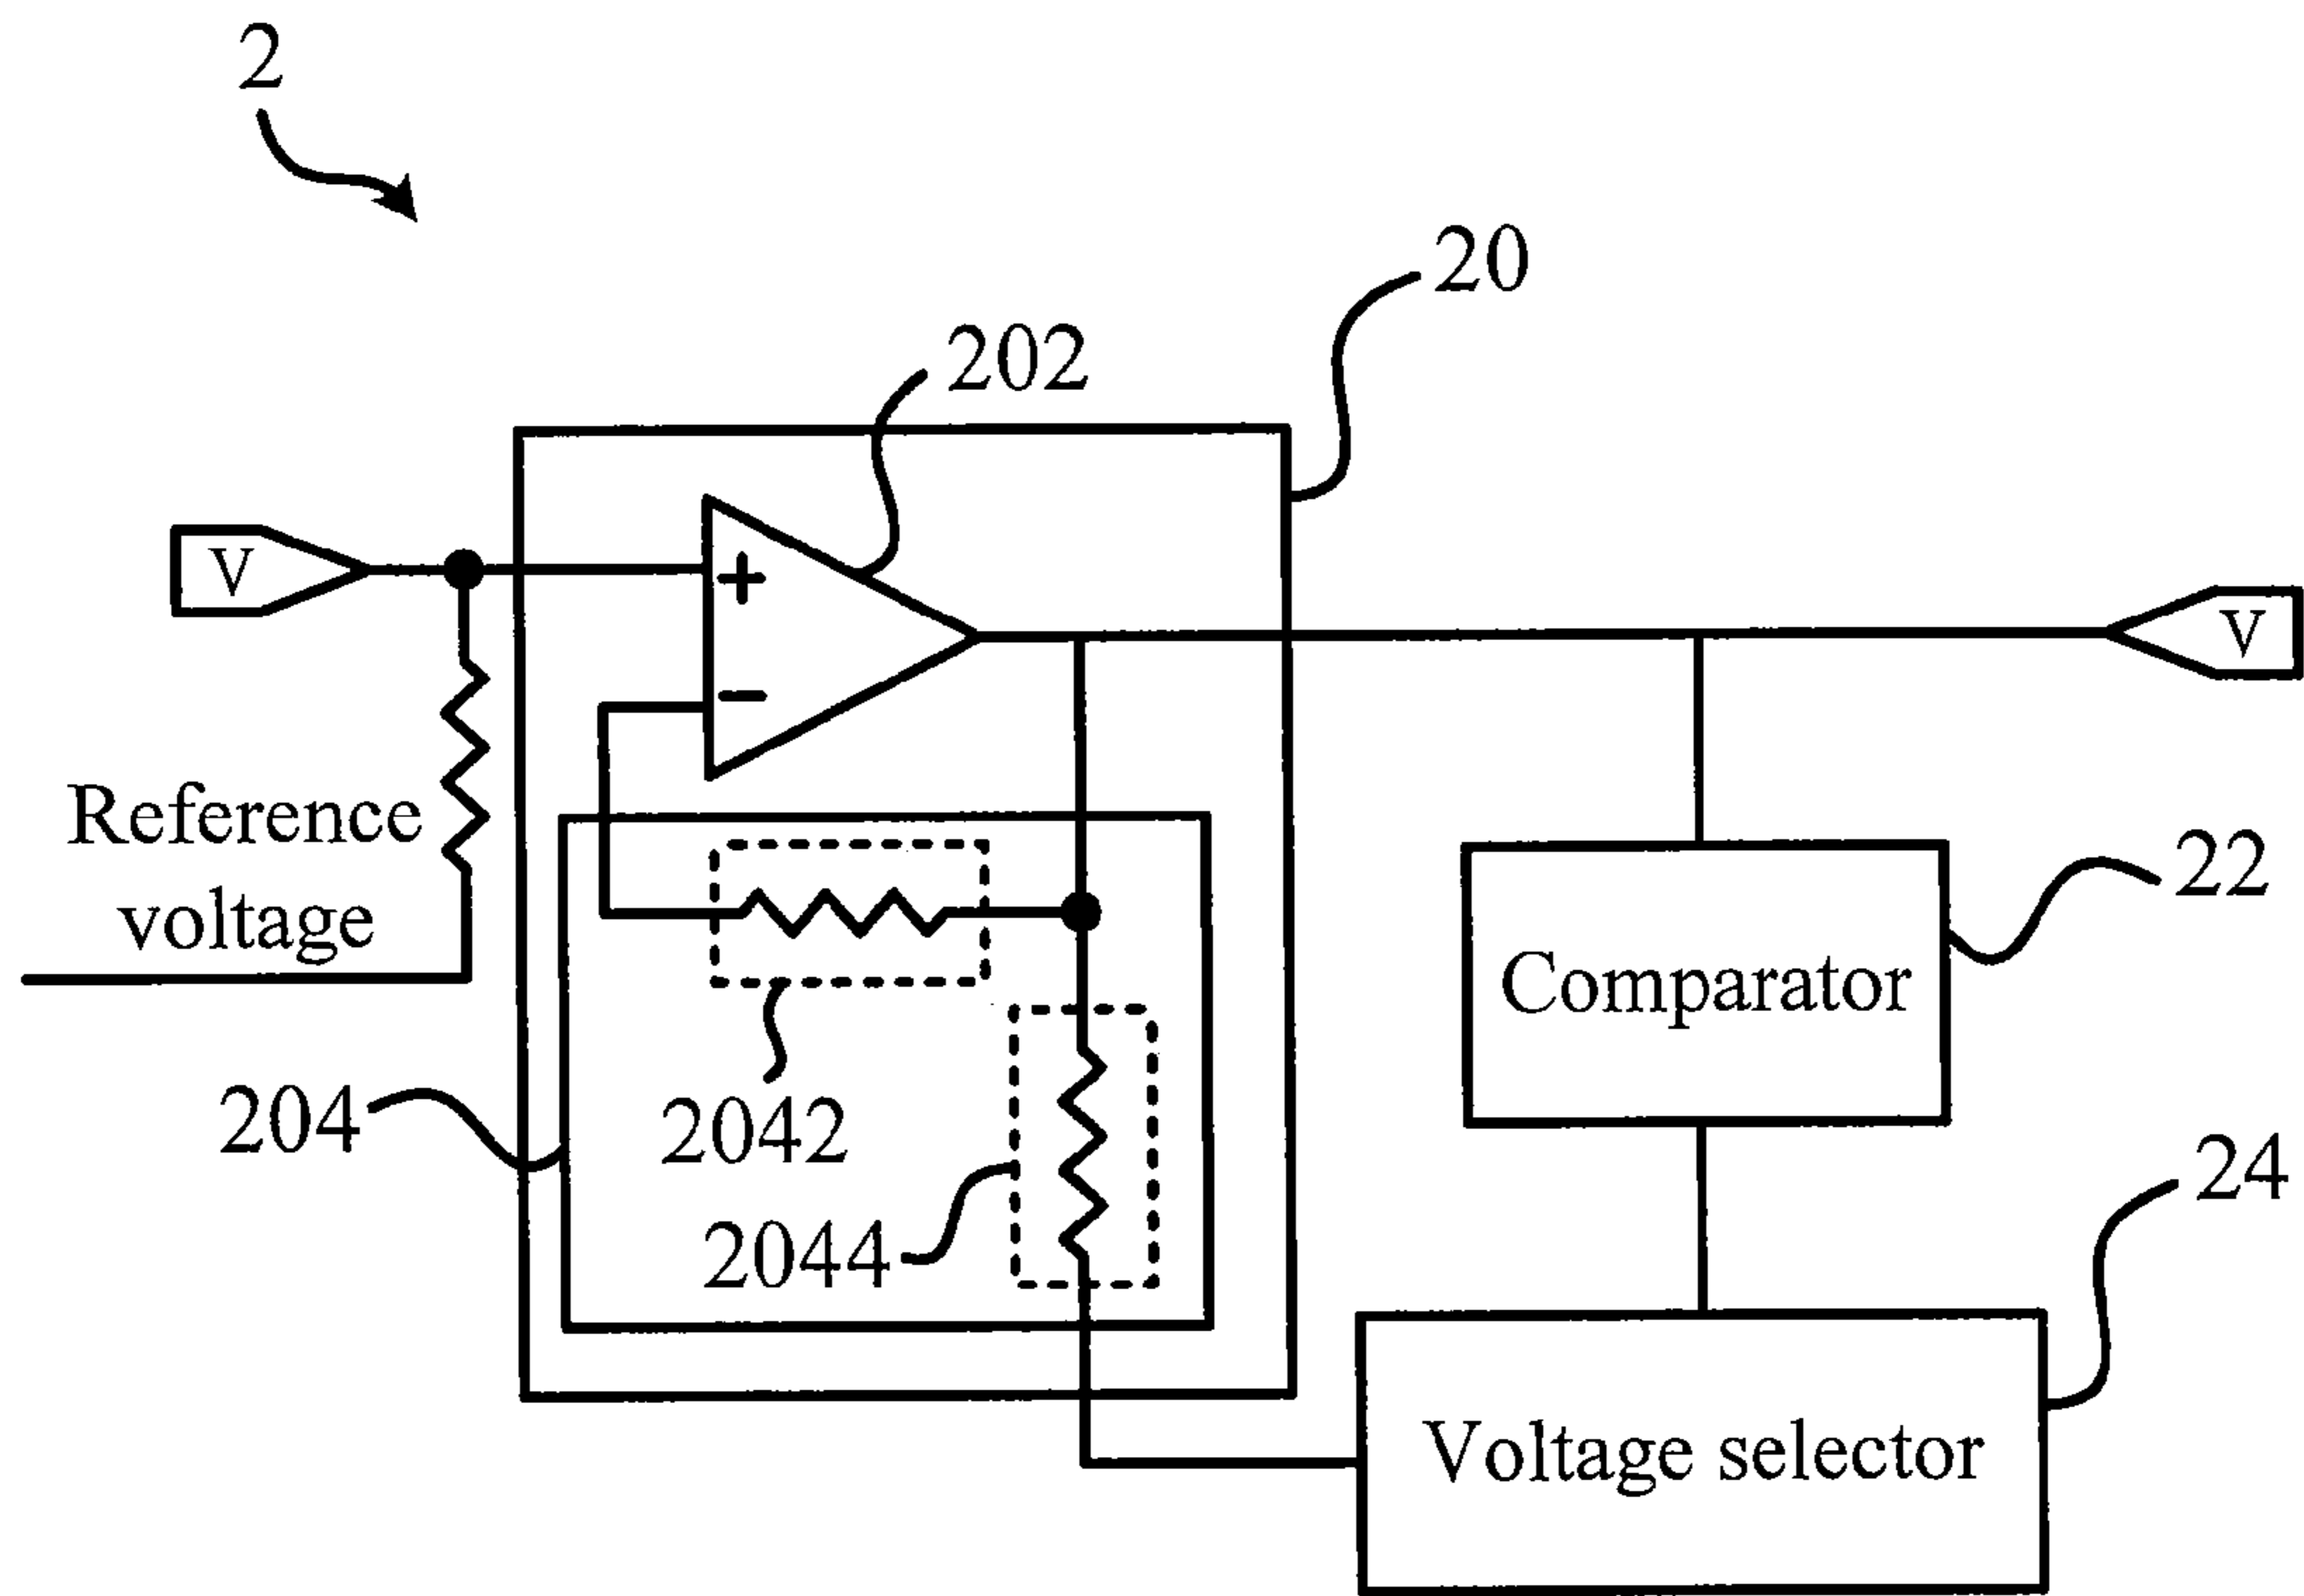 2
20
202
V
+
V
−
Reference
voltage
22
Comparator
204
2042
24
2044
Voltage selector